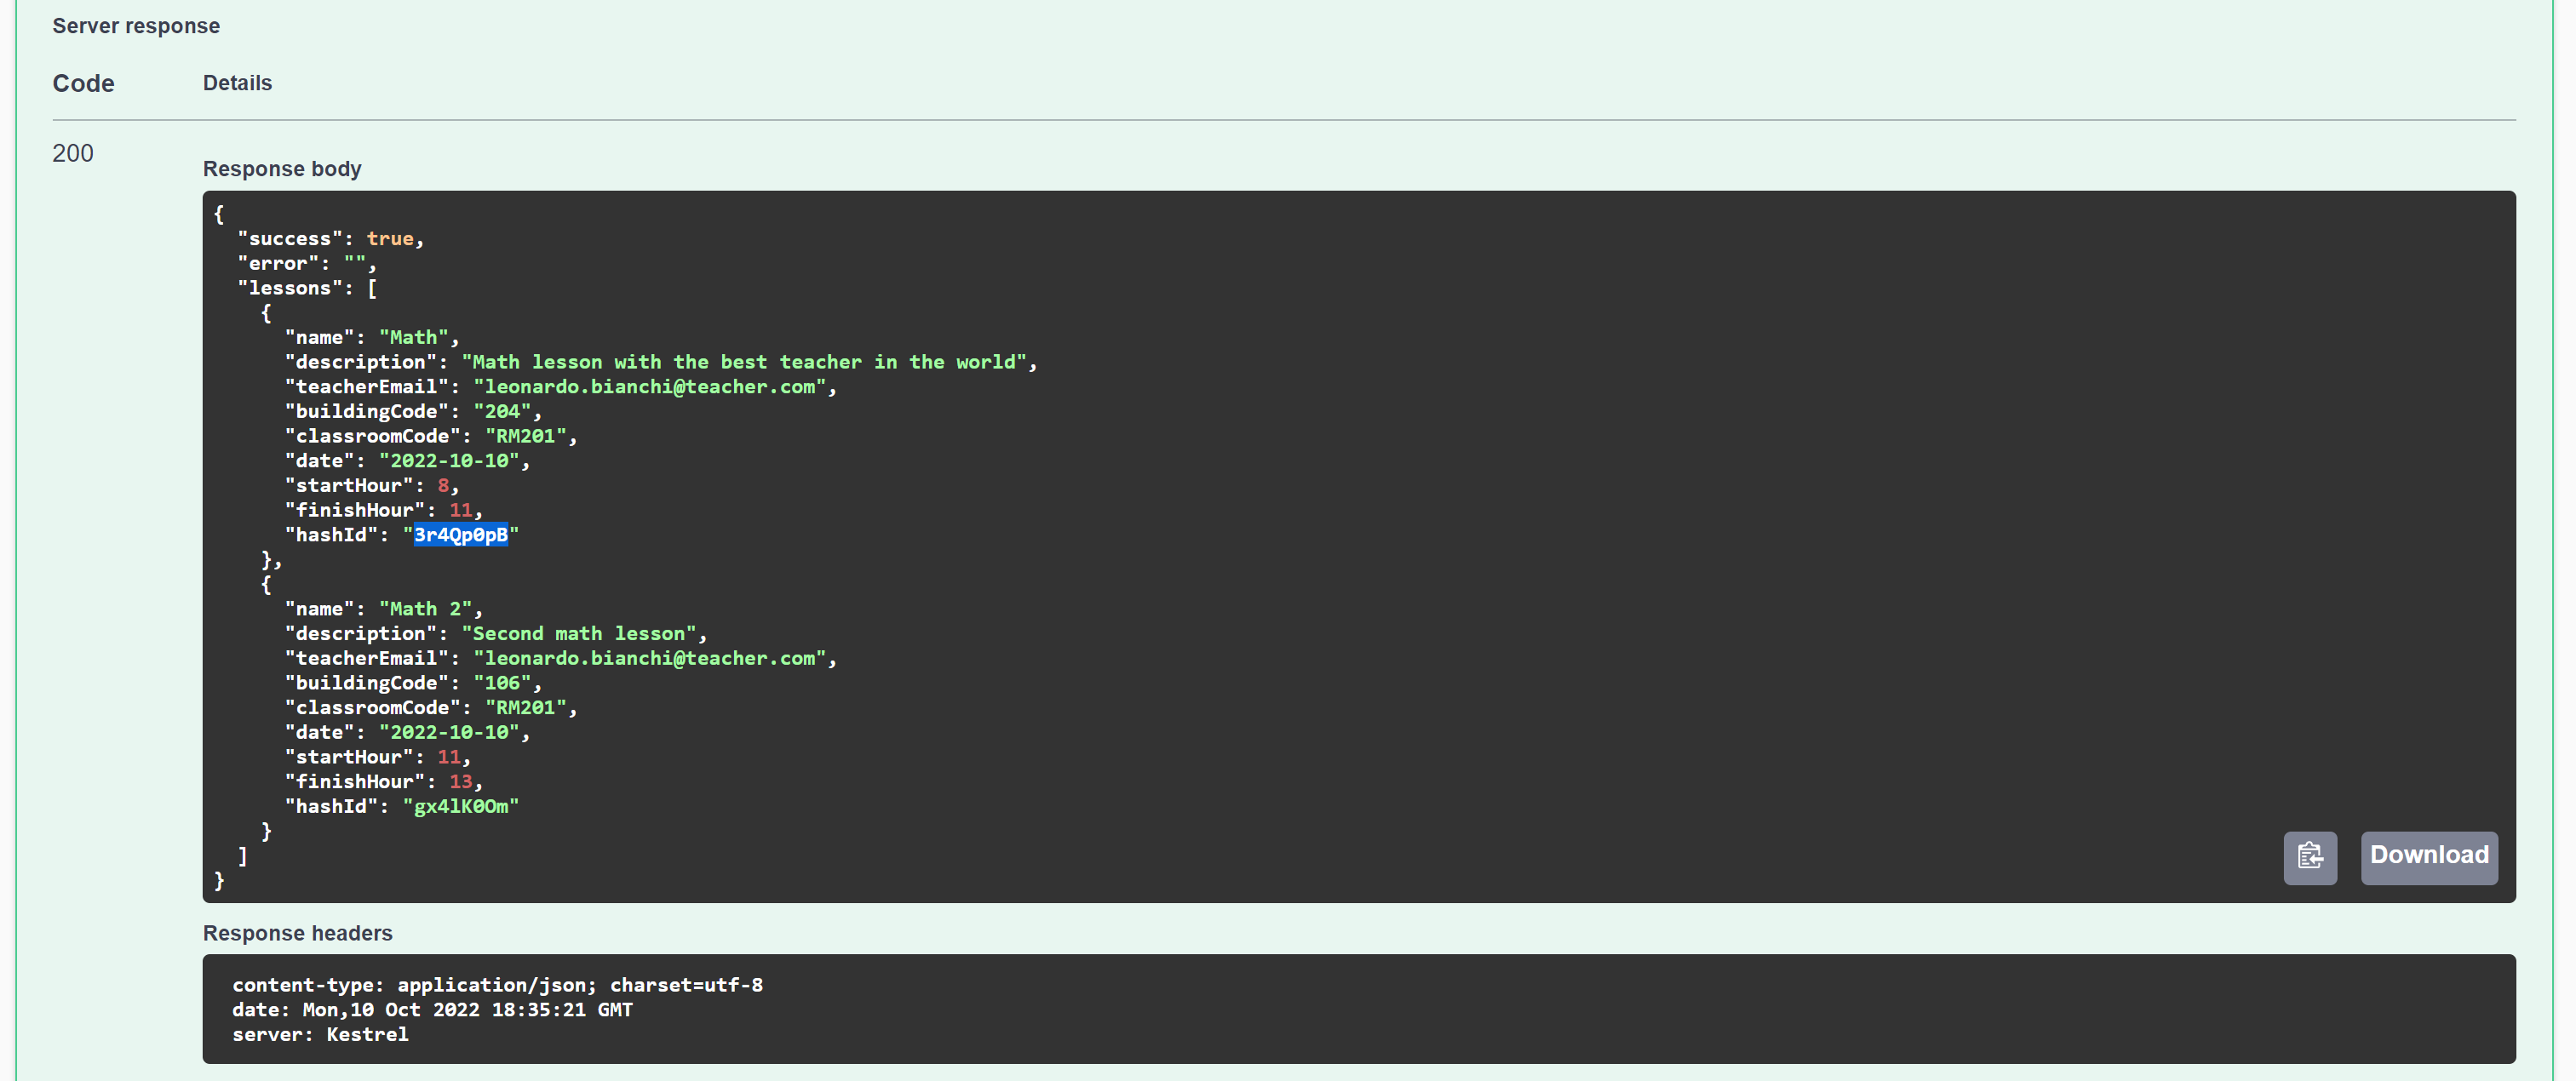 Server response
Code Details
200
Response body
{
  "success": true,
  "error": "",
  "lessons": [
    {
      "name": "Math",
      "description": "Math lesson with the best teacher in the world",
      "teacherEmail": "leonardo.bianchi@teacher.com",
      "buildingCode": "204",
      "classroomCode": "RM201",
      "date": "2022-10-10",
      "startHour": 8,
      "finishHour": 11,
      "hashId": "3r4Qp0pB"
    },
    {
      "name": "Math 2",
      "description": "Second math lesson",
      "teacherEmail": "leonardo.bianchi@teacher.com",
      "buildingCode": "106",
      "classroomCode": "RM201",
      "date": "2022-10-10",
      "startHour": 11,
      "finishHour": 13,
      "hashId": "gx4lK0Om"
    }
  ]
}
Download
Response headers
content-type: application/json; charset=utf-8
date: Mon,10 Oct 2022 18:35:21 GMT
server: Kestrel